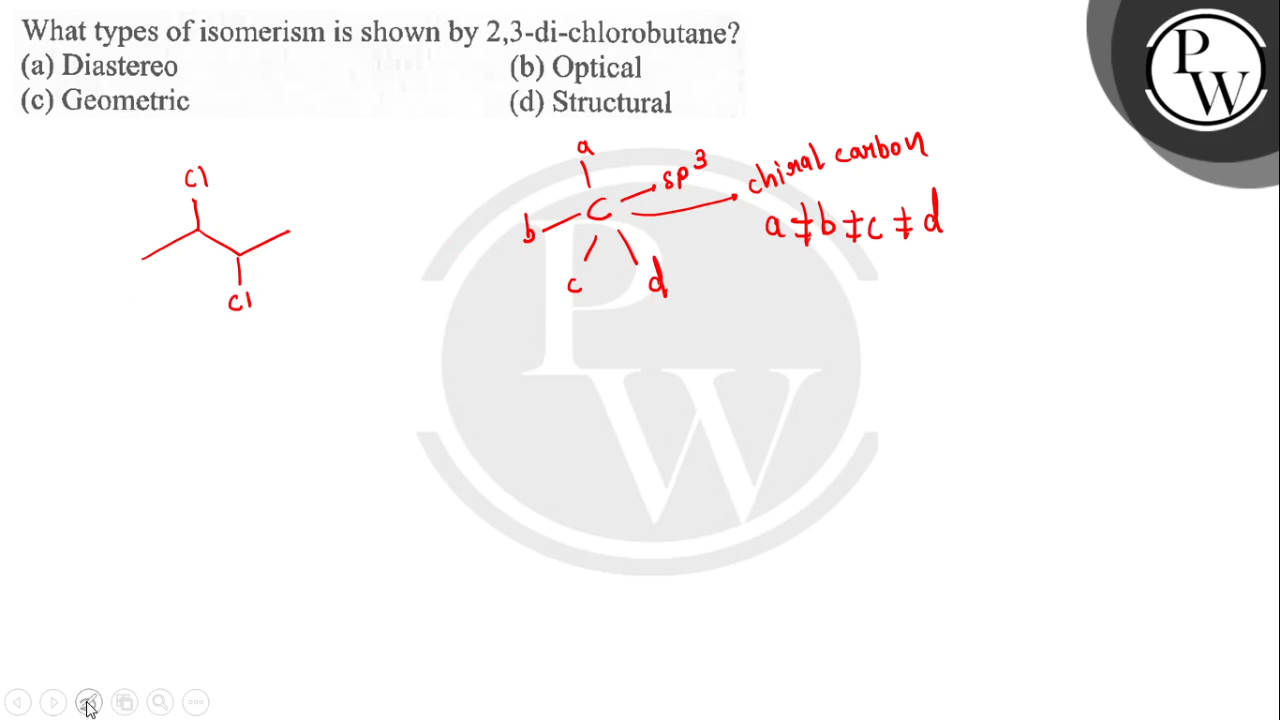 What types of isomerism is shown by 2,3-di-chlorobutane?
(a) Diastereo (b) Optical
(c) Geometric (d) Structural
P
W
Cl
Cl
a
b C sp³ chiral carbon
c d
a ≠ b ≠ c ≠ d
P
W